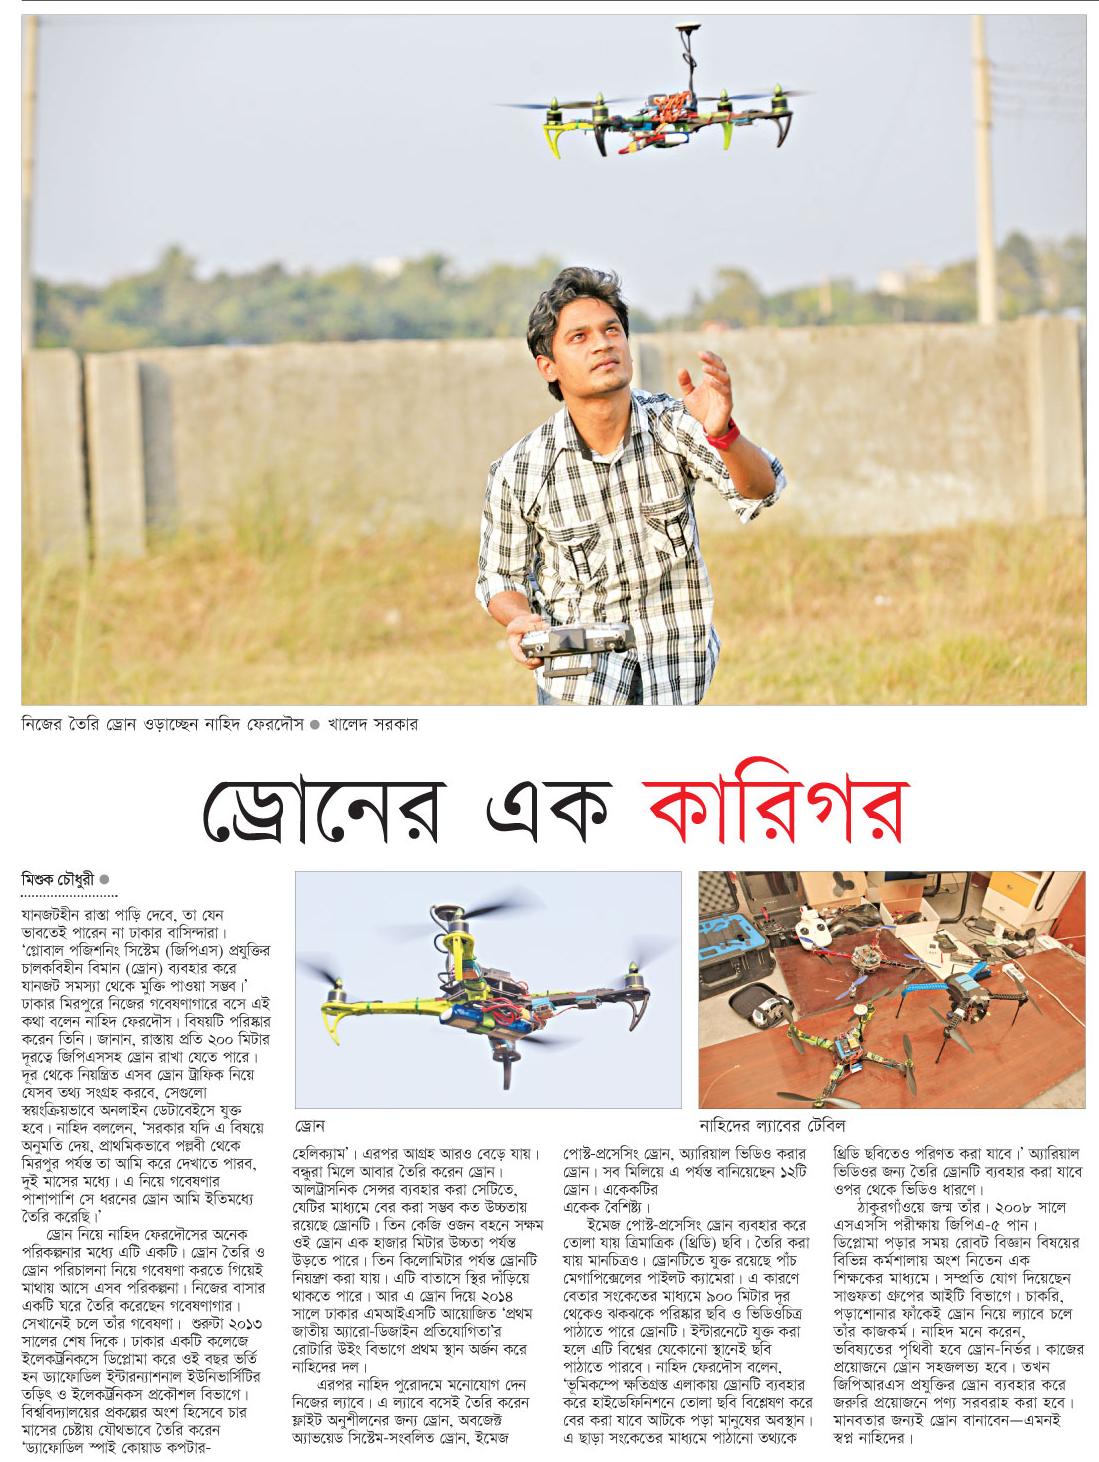 নিজের তৈরি ড্রোন ওড়াচ্ছেন নাহিদ ফেরদৌস ● খালেদ সরকার
ড্রোনের এক কারিগর
মিশুক চৌধুরী ●
যানজটহীন রাস্তা পাড়ি দেবে, তা যেন
ভাবতেই পারেন না ঢাকার বাসিন্দারা।
‘গ্লোবাল পজিশনিং সিস্টেম (জিপিএস) প্রযুক্তির
চালকবিহীন বিমান (ড্রোন) ব্যবহার করে
যানজট সমস্যা থেকে মুক্তি পাওয়া সম্ভব।’
ঢাকার মিরপুরে নিজের গবেষণাগারে বসে এই
কথা বলেন নাহিদ ফেরদৌস। বিষয়টি পরিষ্কার
করেন তিনি। জানান, রাস্তায় প্রতি ২০০ মিটার
দূরত্বে জিপিএসসহ ড্রোন রাখা যেতে পারে।
দূর থেকে নিয়ন্ত্রিত এসব ড্রোন ট্রাফিক নিয়ে
যেসব তথ্য সংগ্রহ করবে, সেগুলো
স্বয়ংক্রিয়ভাবে অনলাইন ডেটাবেইসে যুক্ত
হবে। নাহিদ বললেন, ‘সরকার যদি এ বিষয়ে
অনুমতি দেয়, প্রাথমিকভাবে পল্লবী থেকে
মিরপুর পর্যন্ত তা আমি করে দেখাতে পারব,
দুই মাসের মধ্যে। এ নিয়ে গবেষণার
পাশাপাশি সে ধরনের ড্রোন আমি ইতিমধ্যে
তৈরি করেছি।’
ড্রোন নিয়ে নাহিদ ফেরদৌসের অনেক
পরিকল্পনার মধ্যে এটি একটি। ড্রোন তৈরি ও
ড্রোন পরিচালনা নিয়ে গবেষণা করতে গিয়েই
মাথায় আসে এসব পরিকল্পনা। নিজের বাসার
একটি ঘরে তৈরি করেছেন গবেষণাগার।
সেখানেই চলে তাঁর গবেষণা। শুরুটা ২০১৩
সালের শেষ দিকে। ঢাকার একটি কলেজে
ইলেকট্রনিকসে ডিপ্লোমা করে ওই বছর ভর্তি
হন ড্যাফোডিল ইন্টারন্যাশনাল ইউনিভার্সিটির
তড়িৎ ও ইলেকট্রনিকস প্রকৌশল বিভাগে।
বিশ্ববিদ্যালয়ের প্রকল্পের অংশ হিসেবে চার
মাসের চেষ্টায় যৌথভাবে তৈরি করেন
‘ড্যাফোডিল স্পাই কোয়াড কপটার-
ড্রোন
হেলিক্যাম’। এরপর আগ্রহ আরও বেড়ে যায়।
বন্ধুরা মিলে আবার তৈরি করেন ড্রোন।
আলট্রাসনিক সেন্সর ব্যবহার করা সেটিতে,
যেটির মাধ্যমে বের করা সম্ভব কত উচ্চতায়
রয়েছে ড্রোনটি। তিন কেজি ওজন বহনে সক্ষম
ওই ড্রোন এক হাজার মিটার উচ্চতা পর্যন্ত
উড়তে পারে। তিন কিলোমিটার পর্যন্ত ড্রোনটি
নিয়ন্ত্রণ করা যায়। এটি বাতাসে স্থির দাঁড়িয়ে
থাকতে পারে। আর এ ড্রোন দিয়ে ২০১৪
সালে ঢাকার এমআইএসটি আয়োজিত ‘প্রথম
জাতীয় অ্যারো-ডিজাইন প্রতিযোগিতা’র
রোটারি উইং বিভাগে প্রথম স্থান অর্জন করে
নাহিদের দল।
এরপর নাহিদ পুরোদমে মনোযোগ দেন
নিজের ল্যাবে। এ ল্যাবে বসেই তৈরি করেন
ফ্লাইট অনুশীলনের জন্য ড্রোন, অবজেক্ট
অ্যাভয়েড সিস্টেম-সংবলিত ড্রোন, ইমেজ
পোস্ট-প্রসেসিং ড্রোন, অ্যারিয়াল ভিডিও করার
ড্রোন। সব মিলিয়ে এ পর্যন্ত বানিয়েছেন ১২টি
ড্রোন। একেকটির
একেক বৈশিষ্ট্য।
ইমেজ পোস্ট-প্রসেসিং ড্রোন ব্যবহার করে
তোলা যায় ত্রিমাত্রিক (থ্রিডি) ছবি। তৈরি করা
যায় মানচিত্রও। ড্রোনটিতে যুক্ত রয়েছে পাঁচ
মেগাপিক্সেলের পাইলট ক্যামেরা। এ কারণে
বেতার সংকেতের মাধ্যমে ৯০০ মিটার দূর
থেকেও ঝকঝকে পরিষ্কার ছবি ও ভিডিওচিত্র
পাঠাতে পারে ড্রোনটি। ইন্টারনেটে যুক্ত করা
হলে এটি বিশ্বের যেকোনো স্থানেই ছবি
পাঠাতে পারবে। নাহিদ ফেরদৌস বলেন,
‘ভূমিকম্পে ক্ষতিগ্রস্ত এলাকায় ড্রোনটি ব্যবহার
করে হাইডেফিনিশনে তোলা ছবি বিশ্লেষণ করে
বের করা যাবে আটকে পড়া মানুষের অবস্থান।
এ ছাড়া সংকেতের মাধ্যমে পাঠানো তথ্যকে
নাহিদের ল্যাবের টেবিল
থ্রিডি ছবিতেও পরিণত করা যাবে।’ অ্যারিয়াল
ভিডিওর জন্য তৈরি ড্রোনটি ব্যবহার করা যাবে
ওপর থেকে ভিডিও ধারণে।
ঠাকুরগাঁওয়ে জন্ম তাঁর। ২০০৮ সালে
এসএসসি পরীক্ষায় জিপিএ-৫ পান।
ডিপ্লোমা পড়ার সময় রোবট বিজ্ঞান বিষয়ের
বিভিন্ন কর্মশালায় অংশ নিতেন এক
শিক্ষকের মাধ্যমে। সম্প্রতি যোগ দিয়েছেন
সাগুফতা গ্রুপের আইটি বিভাগে। চাকরি,
পড়াশোনার ফাঁকেই ড্রোন নিয়ে ল্যাবে চলে
তাঁর কাজকর্ম। নাহিদ মনে করেন,
ভবিষ্যতের পৃথিবী হবে ড্রোন-নির্ভর। কাজের
প্রয়োজনে ড্রোন সহজলভ্য হবে। তখন
জিপিআরএস প্রযুক্তির ড্রোন ব্যবহার করে
জরুরি প্রয়োজনে পণ্য সরবরাহ করা হবে।
মানবতার জন্যই ড্রোন বানাবেন—এমনই
স্বপ্ন নাহিদের।